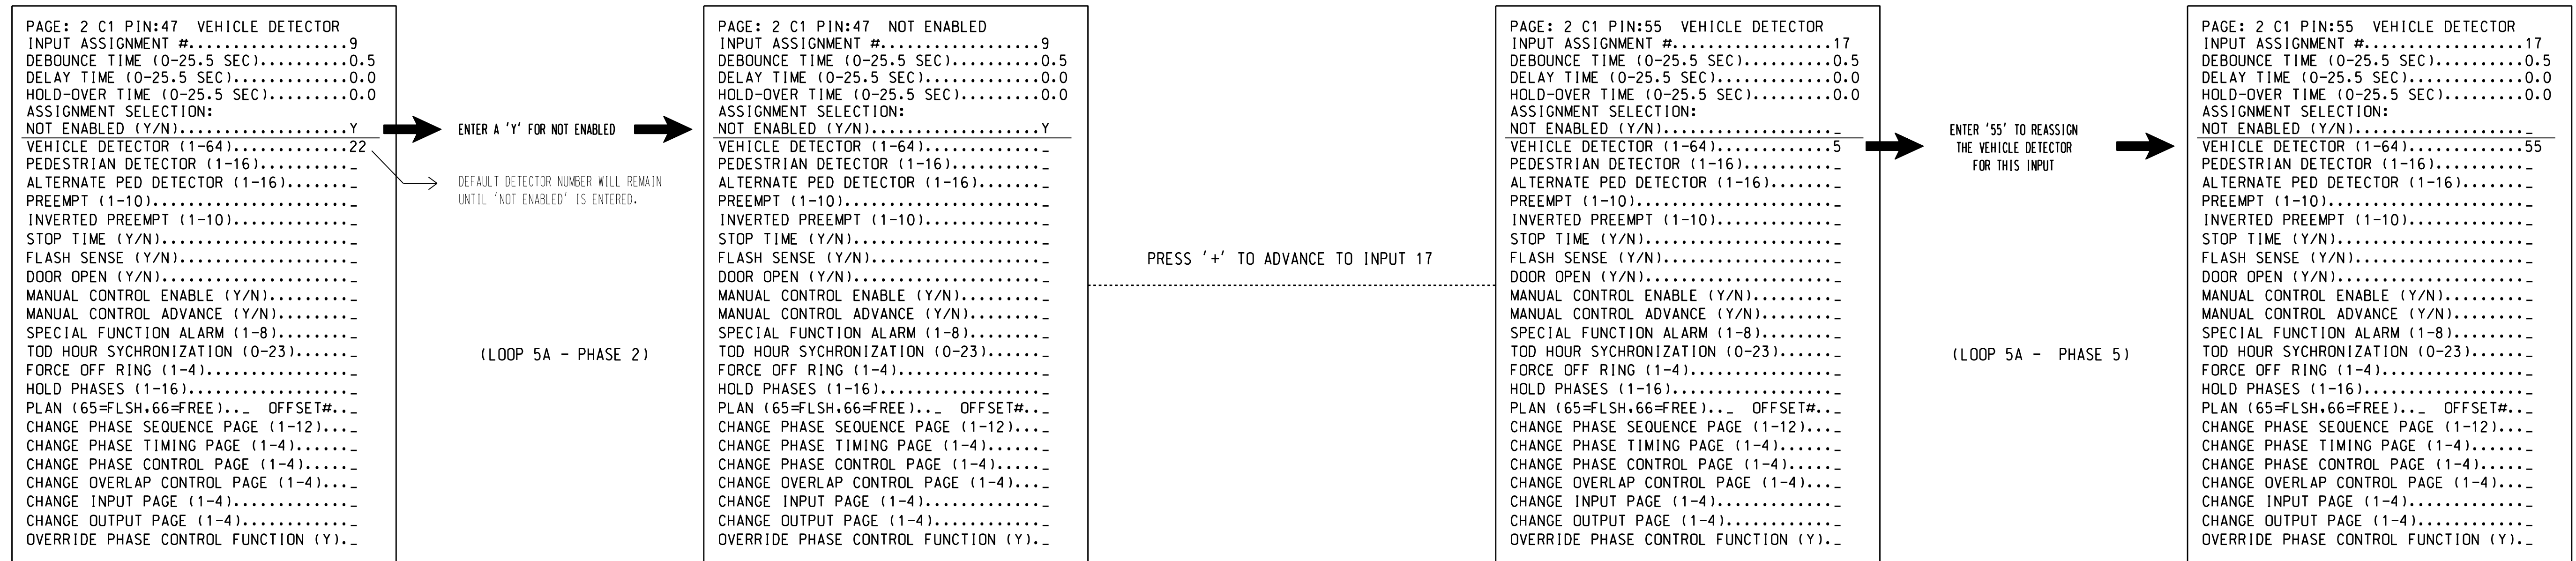 PAGE: 2 C1 PIN:47  VEHICLE DETECTOR
INPUT ASSIGNMENT #..................9
DEBOUNCE TIME (0-25.5 SEC)..........0.5
DELAY TIME (0-25.5 SEC).............0.0
HOLD-OVER TIME (0-25.5 SEC).........0.0
ASSIGNMENT SELECTION:
NOT ENABLED (Y/N)...................Y
VEHICLE DETECTOR (1-64).............22
PEDESTRIAN DETECTOR (1-16)..........._
ALTERNATE PED DETECTOR (1-16)......._
PREEMPT (1-10)......................_
INVERTED PREEMPT (1-10)............._
STOP TIME (Y/N)....................._
FLASH SENSE (Y/N)..................._
DOOR OPEN (Y/N)....................._
MANUAL CONTROL ENABLE (Y/N)........._
MANUAL CONTROL ADVANCE (Y/N)........_
SPECIAL FUNCTION ALARM (1-8)........_
TOD HOUR SYCHRONIZATION (0-23)......_
FORCE OFF RING (1-4)................_
HOLD PHASES (1-16).................._
PLAN (65=FLSH,66=FREE).._  OFFSET#.._
CHANGE PHASE SEQUENCE PAGE (1-12)..._
CHANGE PHASE TIMING PAGE (1-4)......_
CHANGE PHASE CONTROL PAGE (1-4)....._
CHANGE OVERLAP CONTROL PAGE (1-4)..._
CHANGE INPUT PAGE (1-4)............._
CHANGE OUTPUT PAGE (1-4)............_
OVERRIDE PHASE CONTROL FUNCTION (Y)._
ENTER A 'Y' FOR NOT ENABLED
DEFAULT DETECTOR NUMBER WILL REMAIN
UNTIL 'NOT ENABLED' IS ENTERED.
(LOOP 5A - PHASE 2)
PAGE: 2 C1 PIN:47  NOT ENABLED
INPUT ASSIGNMENT #..................9
DEBOUNCE TIME (0-25.5 SEC)..........0.5
DELAY TIME (0-25.5 SEC).............0.0
HOLD-OVER TIME (0-25.5 SEC).........0.0
ASSIGNMENT SELECTION:
NOT ENABLED (Y/N)...................Y
VEHICLE DETECTOR (1-64)............._
PEDESTRIAN DETECTOR (1-16).........._
ALTERNATE PED DETECTOR (1-16)......._
PREEMPT (1-10)......................_
INVERTED PREEMPT (1-10)............._
STOP TIME (Y/N)....................._
FLASH SENSE (Y/N)..................._
DOOR OPEN (Y/N)....................._
MANUAL CONTROL ENABLE (Y/N)........._
MANUAL CONTROL ADVANCE (Y/N)........_
SPECIAL FUNCTION ALARM (1-8)........_
TOD HOUR SYCHRONIZATION (0-23)......_
FORCE OFF RING (1-4)................_
HOLD PHASES (1-16).................._
PLAN (65=FLSH,66=FREE).._  OFFSET#.._
CHANGE PHASE SEQUENCE PAGE (1-12)..._
CHANGE PHASE TIMING PAGE (1-4)......_
CHANGE PHASE CONTROL PAGE (1-4)....._
CHANGE OVERLAP CONTROL PAGE (1-4)..._
CHANGE INPUT PAGE (1-4)............._
CHANGE OUTPUT PAGE (1-4)............_
OVERRIDE PHASE CONTROL FUNCTION (Y)._
PRESS '+' TO ADVANCE TO INPUT 17
PAGE: 2 C1 PIN:55  VEHICLE DETECTOR
INPUT ASSIGNMENT #..................17
DEBOUNCE TIME (0-25.5 SEC)..........0.5
DELAY TIME (0-25.5 SEC).............0.0
HOLD-OVER TIME (0-25.5 SEC).........0.0
ASSIGNMENT SELECTION:
NOT ENABLED (Y/N)..................._
VEHICLE DETECTOR (1-64).............5
PEDESTRIAN DETECTOR (1-16).........._
ALTERNATE PED DETECTOR (1-16)......._
PREEMPT (1-10)......................_
INVERTED PREEMPT (1-10)............._
STOP TIME (Y/N)....................._
FLASH SENSE (Y/N)..................._
DOOR OPEN (Y/N)....................._
MANUAL CONTROL ENABLE (Y/N)........._
MANUAL CONTROL ADVANCE (Y/N)........_
SPECIAL FUNCTION ALARM (1-8)........_
TOD HOUR SYCHRONIZATION (0-23)......_
FORCE OFF RING (1-4)................_
HOLD PHASES (1-16).................._
PLAN (65=FLSH,66=FREE).._  OFFSET#.._
CHANGE PHASE SEQUENCE PAGE (1-12)..._
CHANGE PHASE TIMING PAGE (1-4)......_
CHANGE PHASE CONTROL PAGE (1-4)....._
CHANGE OVERLAP CONTROL PAGE (1-4)..._
CHANGE INPUT PAGE (1-4)............._
CHANGE OUTPUT PAGE (1-4)............_
OVERRIDE PHASE CONTROL FUNCTION (Y)._
ENTER '55' TO REASSIGN
THE VEHICLE DETECTOR
FOR THIS INPUT
(LOOP 5A -  PHASE 5)
PAGE: 2 C1 PIN:55  VEHICLE DETECTOR
INPUT ASSIGNMENT #..................17
DEBOUNCE TIME (0-25.5 SEC)..........0.5
DELAY TIME (0-25.5 SEC).............0.0
HOLD-OVER TIME (0-25.5 SEC).........0.0
ASSIGNMENT SELECTION:
NOT ENABLED (Y/N)..................._
VEHICLE DETECTOR (1-64).............55
PEDESTRIAN DETECTOR (1-16).........._
ALTERNATE PED DETECTOR (1-16)......._
PREEMPT (1-10)......................_
INVERTED PREEMPT (1-10)............._
STOP TIME (Y/N)....................._
FLASH SENSE (Y/N)..................._
DOOR OPEN (Y/N)....................._
MANUAL CONTROL ENABLE (Y/N)........._
MANUAL CONTROL ADVANCE (Y/N)........_
SPECIAL FUNCTION ALARM (1-8)........_
TOD HOUR SYCHRONIZATION (0-23)......_
FORCE OFF RING (1-4)................_
HOLD PHASES (1-16).................._
PLAN (65=FLSH,66=FREE).._  OFFSET#.._
CHANGE PHASE SEQUENCE PAGE (1-12)..._
CHANGE PHASE TIMING PAGE (1-4)......_
CHANGE PHASE CONTROL PAGE (1-4)....._
CHANGE OVERLAP CONTROL PAGE (1-4)..._
CHANGE INPUT PAGE (1-4)............._
CHANGE OUTPUT PAGE (1-4)............_
OVERRIDE PHASE CONTROL FUNCTION (Y)._